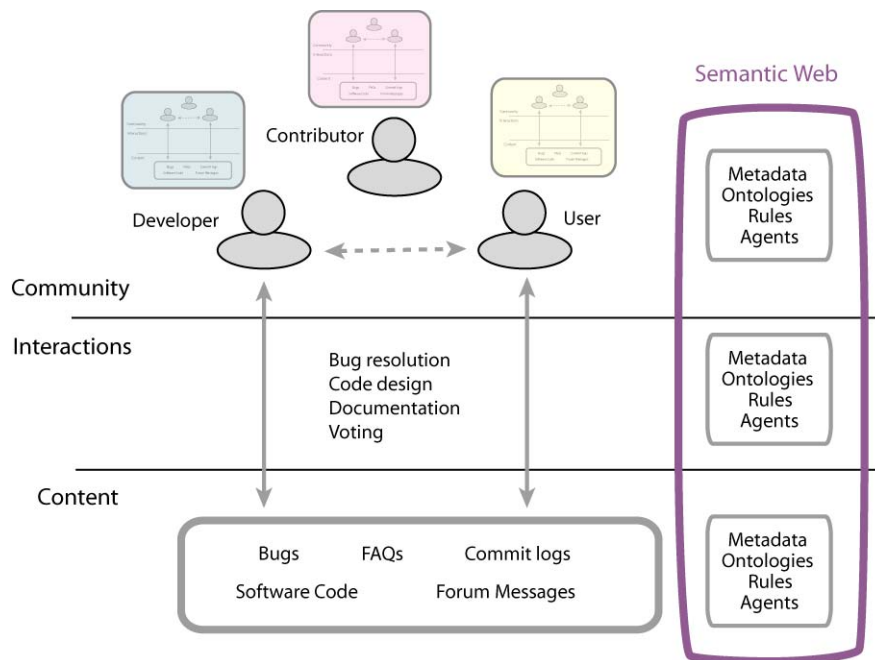 Semantic Web
Contributor
Metadata
Ontologies
Rules
Agents
Developer
User
Community
Interactions
Bug resolution
Code design
Documentation
Voting
Metadata
Ontologies
Rules
Agents
Content
Bugs FAQs Commit logs
Software Code Forum Messages
Metadata
Ontologies
Rules
Agents